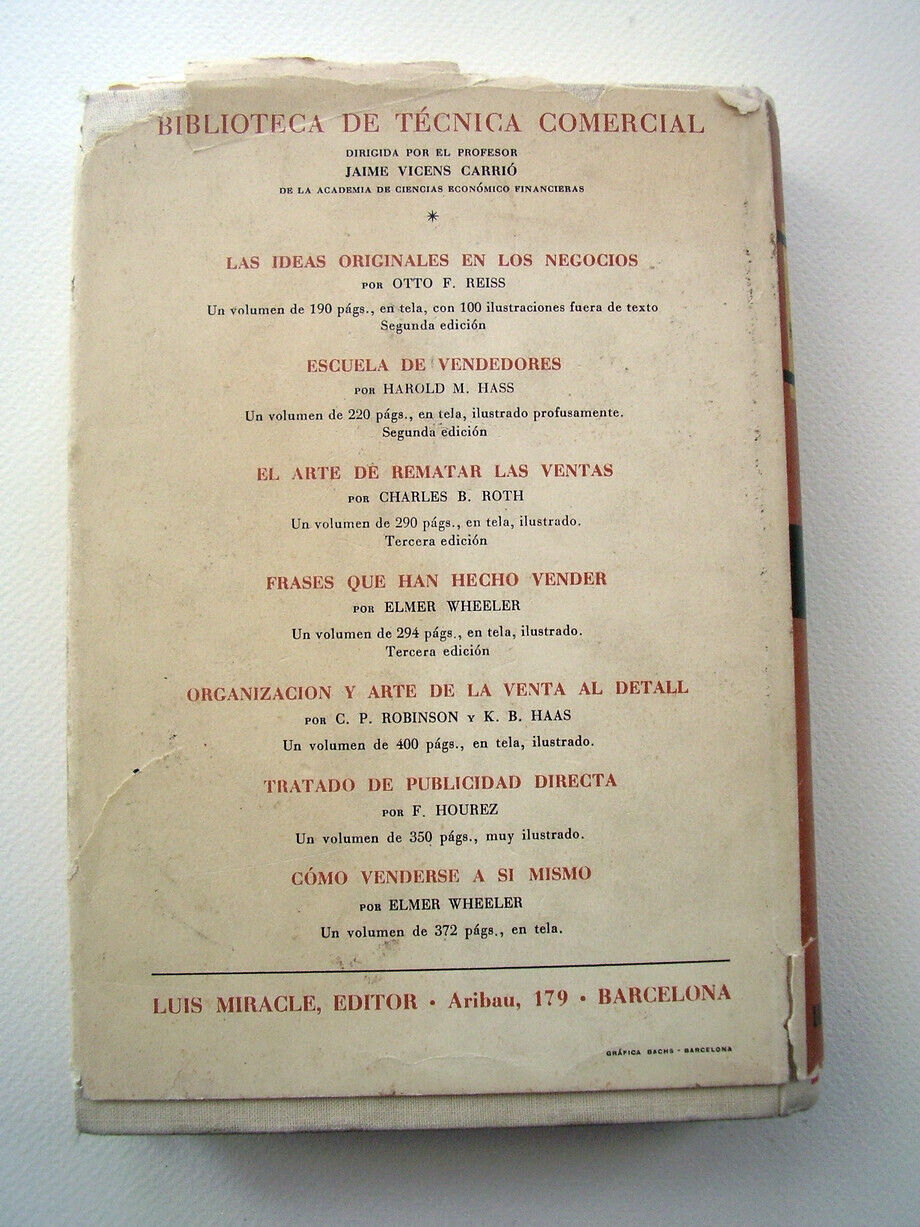 BIBLIOTECA DE TÉCNICA COMERCIAL
DIRIGIDA POR EL PROFESOR
JAIME VICENS CARRIÓ
DE LA ACADEMIA DE CIENCIAS ECONÓMICO FINANCIERAS
*
LAS IDEAS ORIGINALES EN LOS NEGOCIOS
POR OTTO F. REISS
Un volumen de 190 págs., en tela, con 100 ilustraciones fuera de texto
Segunda edición
ESCUELA DE VENDEDORES
POR HAROLD M. HASS
Un volumen de 220 págs., en tela, ilustrado profusamente.
Segunda edición
EL ARTE DE REMATAR LAS VENTAS
POR CHARLES B. ROTH
Un volumen de 290 págs., en tela, ilustrado.
Tercera edición
FRASES QUE HAN HECHO VENDER
POR ELMER WHEELER
Un volumen de 294 págs., en tela, ilustrado.
Tercera edición
ORGANIZACION Y ARTE DE LA VENTA AL DETALL
POR C. P. ROBINSON Y K. B. HAAS
Un volumen de 400 págs., en tela, ilustrado.
TRATADO DE PUBLICIDAD DIRECTA
POR F. HOUREZ
Un volumen de 350 págs., muy ilustrado.
CÓMO VENDERSE A SI MISMO
POR ELMER WHEELER
Un volumen de 372 págs., en tela.
LUIS MIRACLE, EDITOR · Aribau, 179 · BARCELONA
GRÁFICA BACHS - BARCELONA